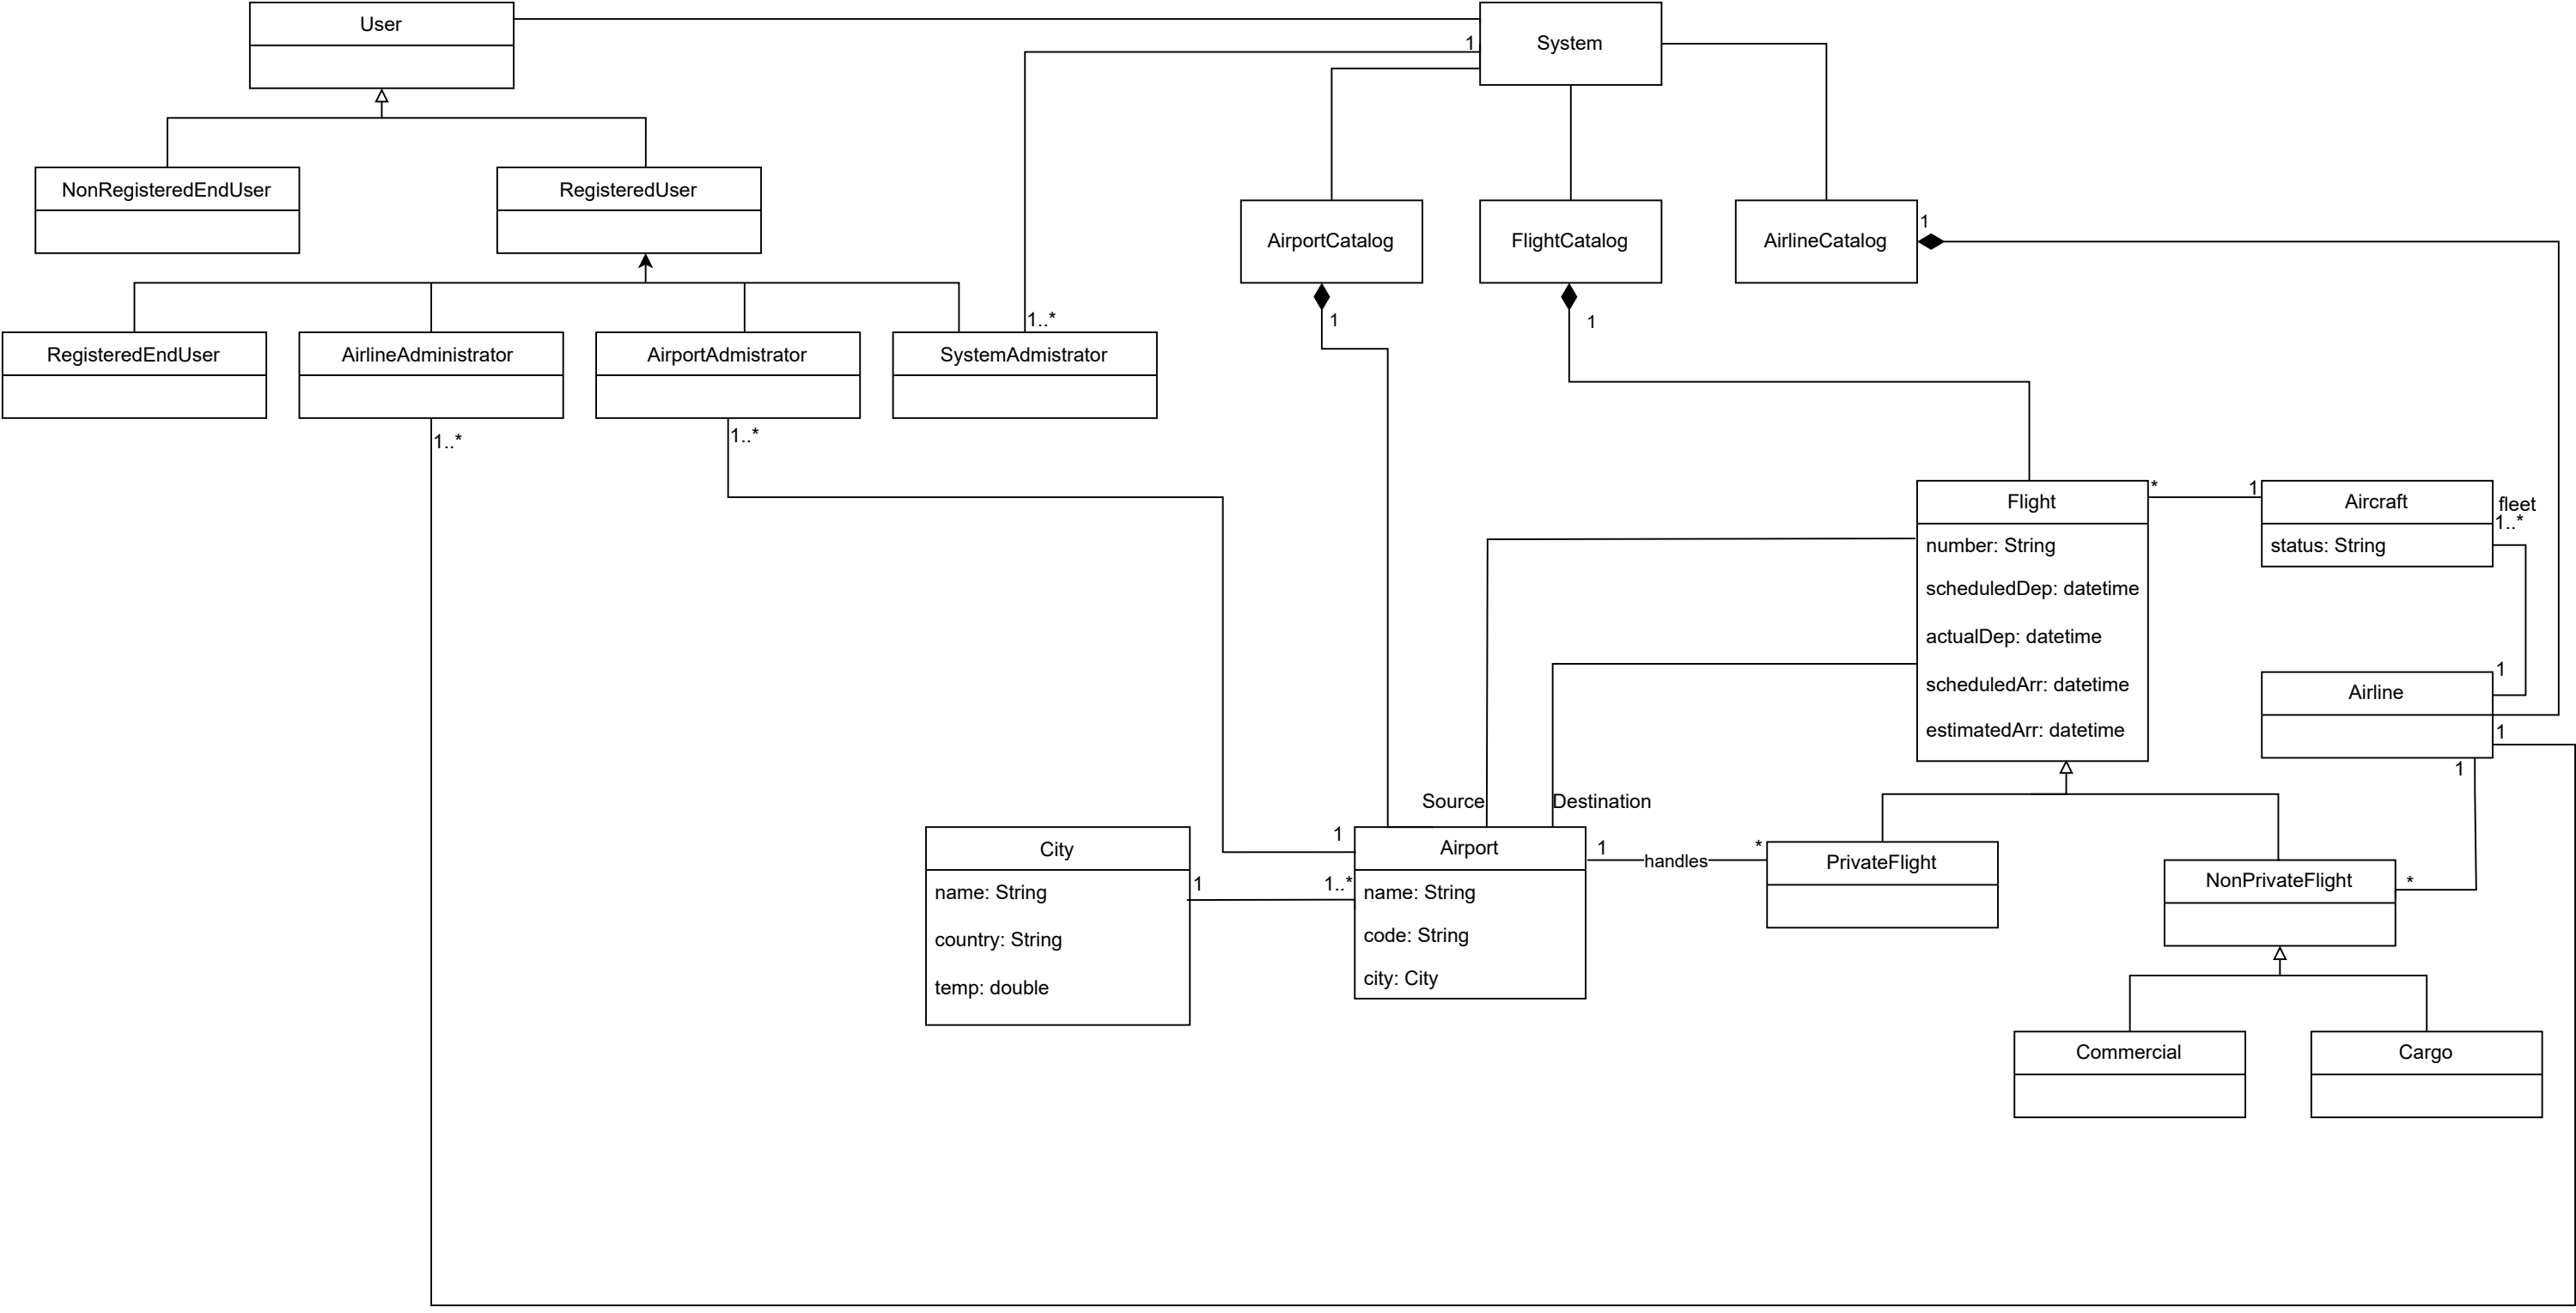 User
System
1
NonRegisteredEndUser
RegisteredUser
AirportCatalog
FlightCatalog
AirlineCatalog
1
1..*
1
1
RegisteredEndUser
AirlineAdministrator
AirportAdmistrator
SystemAdmistrator
1..*
1..*
Flight
number: String
scheduledDep: datetime
actualDep: datetime
scheduledArr: datetime
estimatedArr: datetime
*
1
Aircraft
status: String
fleet
1..*
1
Airline
1
1
Source
Destination
City
name: String
country: String
temp: double
1
1..*
1
Airport
name: String
code: String
city: City
1
handles
*
PrivateFlight
NonPrivateFlight
*
Commercial
Cargo